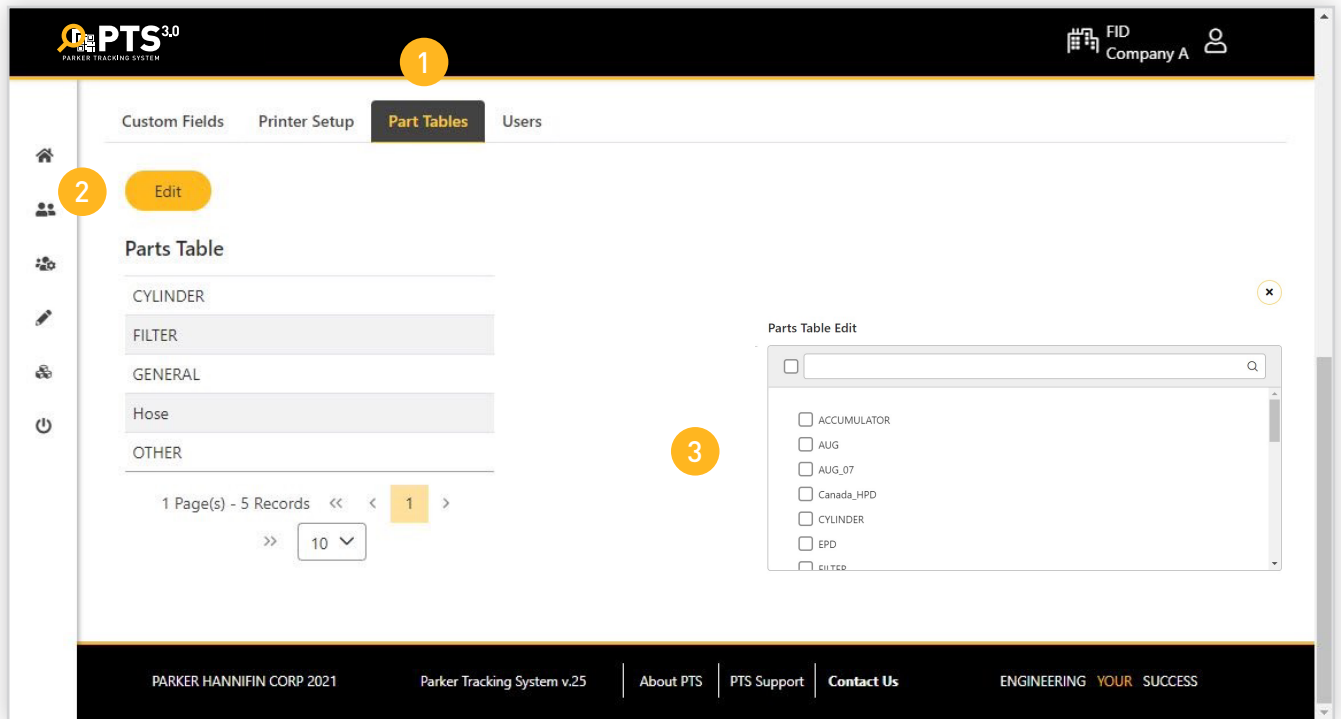 PTS 3.0
PARKER TRACKING SYSTEM
FID
Company A
1
Custom Fields Printer Setup Part Tables Users
2
Edit
Parts Table
CYLINDER
FILTER
GENERAL
Hose
OTHER
1 Page(s) - 5 Records << < 1 >
>> 10
3
Parts Table Edit
ACCUMULATOR
AUG
AUG_07
Canada_HPD
CYLINDER
EPD
FILTER
PARKER HANNIFIN CORP 2021 Parker Tracking System v.25 About PTS PTS Support Contact Us ENGINEERING YOUR SUCCESS